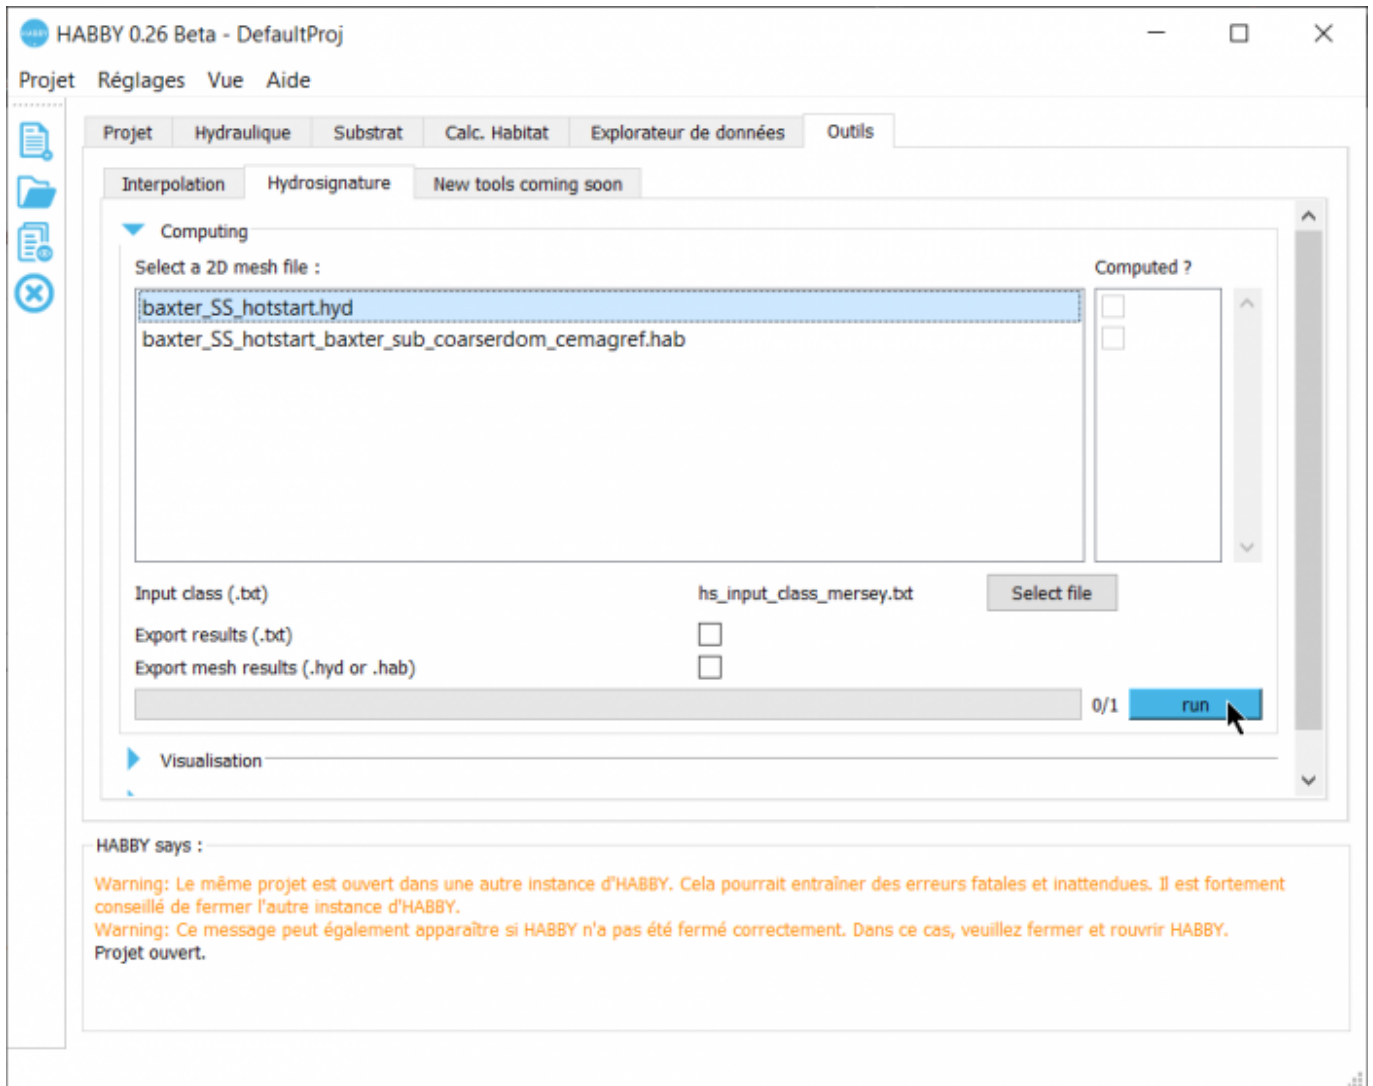 HABBY 0.26 Beta - DefaultProj
Projet Réglages Vue Aide
Projet Hydraulique Substrat Calc. Habitat Explorateur de données Outils
Interpolation Hydrosignature New tools coming soon
Computing
Select a 2D mesh file : Computed ?
baxter_SS_hotstart.hyd
baxter_SS_hotstart_baxter_sub_coarserdom_cemagref.hab
Input class (.txt) hs_input_class_mersey.txt Select file
Export results (.txt)
Export mesh results (.hyd or .hab)
0/1 run
Visualisation
HABBY says :
Warning: Le même projet est ouvert dans une autre instance d'HABBY. Cela pourrait entraîner des erreurs fatales et inattendues. Il est fortement
conseillé de fermer l'autre instance d'HABBY.
Warning: Ce message peut également apparaître si HABBY n'a pas été fermé correctement. Dans ce cas, veuillez fermer et rouvrir HABBY.
Projet ouvert.